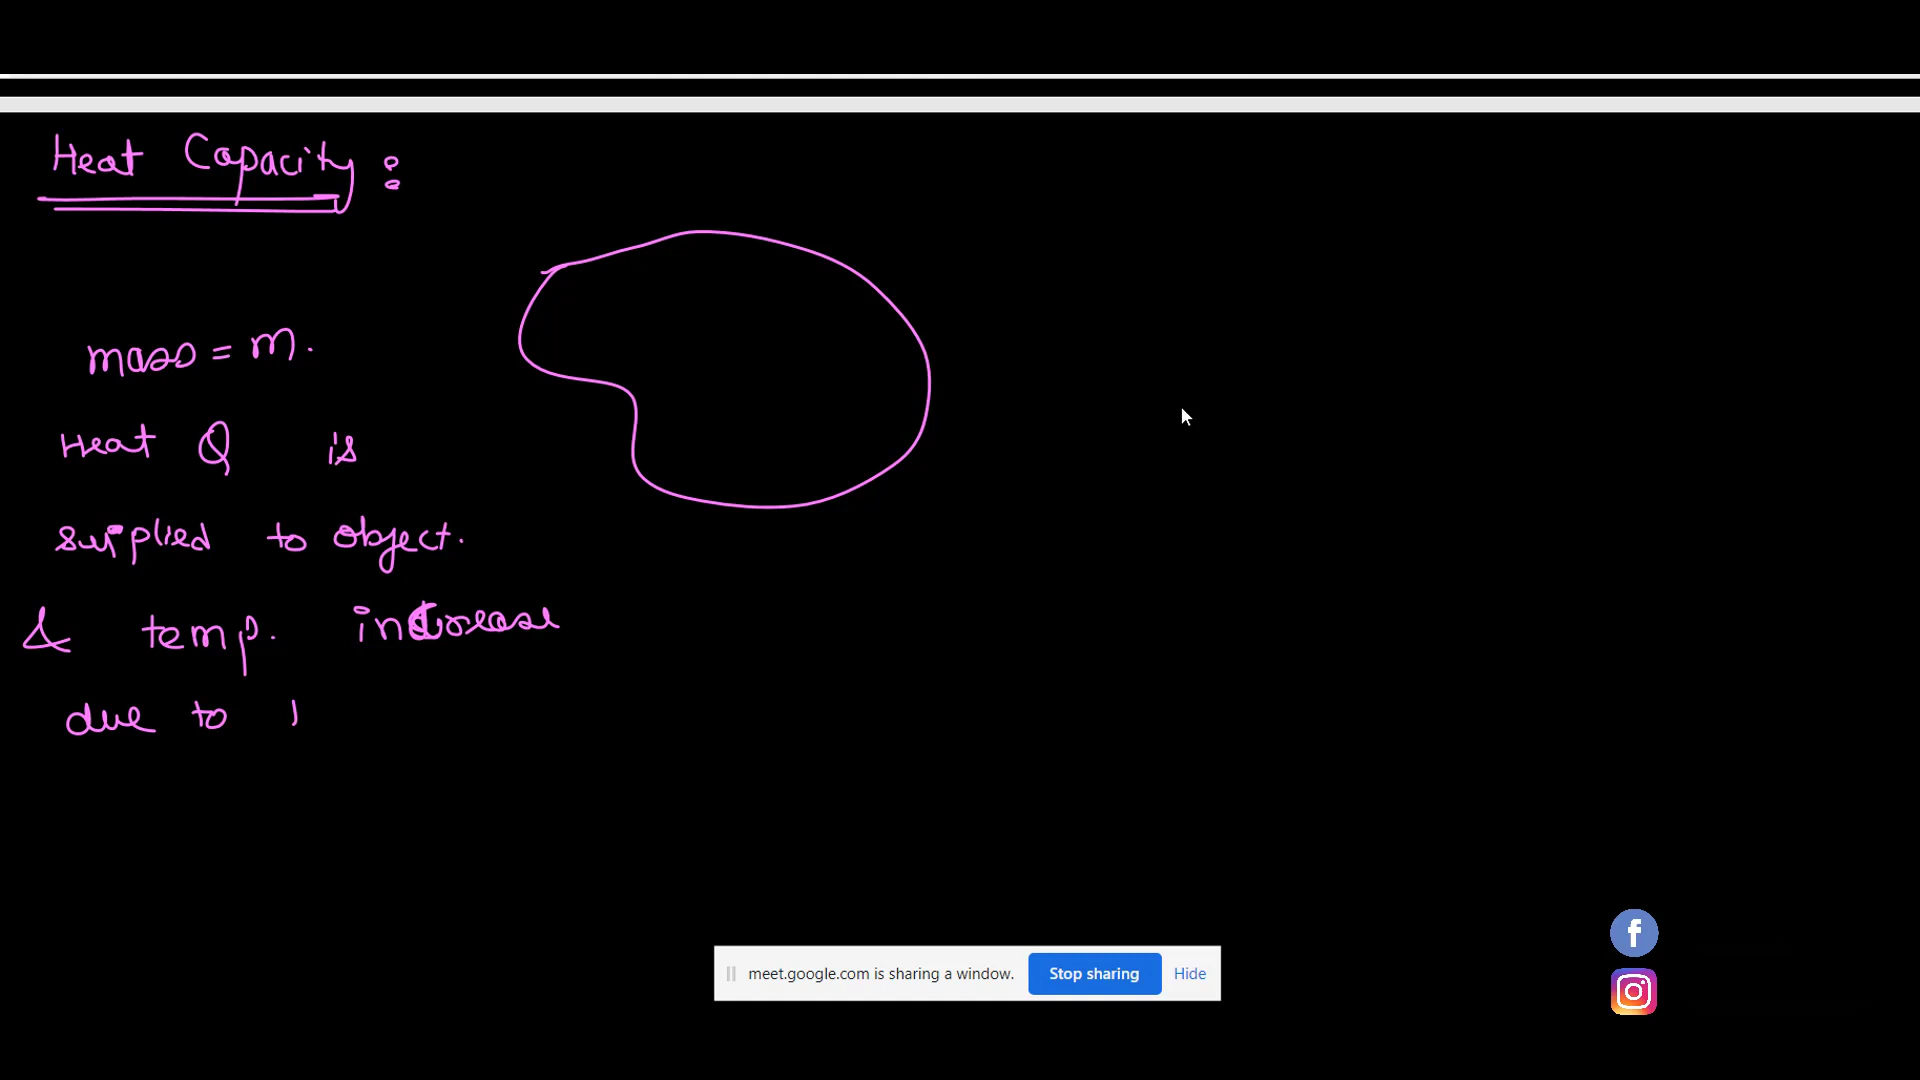 Heat Capacity :
mass = m.
Heat Q is
supplied to object.
& temp. increase
due to
meet.google.com is sharing a window. Stop sharing Hide